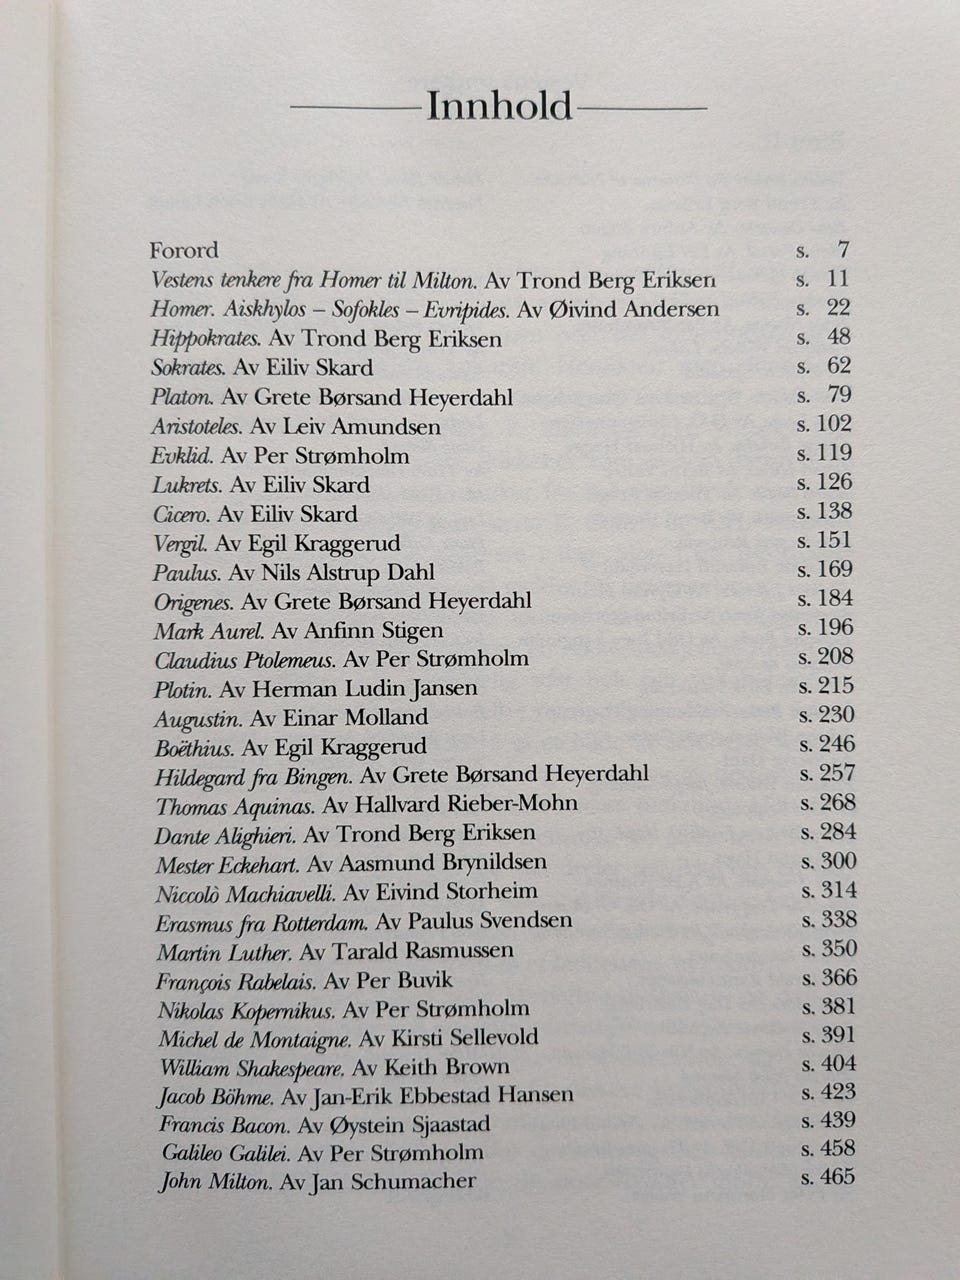 Innhold
Forord s. 7
Vestens tenkere fra Homer til Milton. Av Trond Berg Eriksen s. 11
Homer. Aiskhylos – Sofokles – Evripides. Av Øivind Andersen s. 22
Hippokrates. Av Trond Berg Eriksen s. 48
Sokrates. Av Eiliv Skard s. 62
Platon. Av Grete Børsand Heyerdahl s. 79
Aristoteles. Av Leiv Amundsen s. 102
Evklid. Av Per Strømholm s. 119
Lukrets. Av Eiliv Skard s. 126
Cicero. Av Eiliv Skard s. 138
Vergil. Av Egil Kraggerud s. 151
Paulus. Av Nils Alstrup Dahl s. 169
Origenes. Av Grete Børsand Heyerdahl s. 184
Mark Aurel. Av Anfinn Stigen s. 196
Claudius Ptolemeus. Av Per Strømholm s. 208
Plotin. Av Herman Ludin Jansen s. 215
Augustin. Av Einar Molland s. 230
Boëthius. Av Egil Kraggerud s. 246
Hildegard fra Bingen. Av Grete Børsand Heyerdahl s. 257
Thomas Aquinas. Av Hallvard Rieber-Mohn s. 268
Dante Alighieri. Av Trond Berg Eriksen s. 284
Mester Eckehart. Av Aasmund Brynildsen s. 300
Niccolò Machiavelli. Av Eivind Storheim s. 314
Erasmus fra Rotterdam. Av Paulus Svendsen s. 338
Martin Luther. Av Tarald Rasmussen s. 350
François Rabelais. Av Per Buvik s. 366
Nikolas Kopernikus. Av Per Strømholm s. 381
Michel de Montaigne. Av Kirsti Sellevold s. 391
William Shakespeare. Av Keith Brown s. 404
Jacob Böhme. Av Jan-Erik Ebbestad Hansen s. 423
Francis Bacon. Av Øystein Sjaastad s. 439
Galileo Galilei. Av Per Strømholm s. 458
John Milton. Av Jan Schumacher s. 465